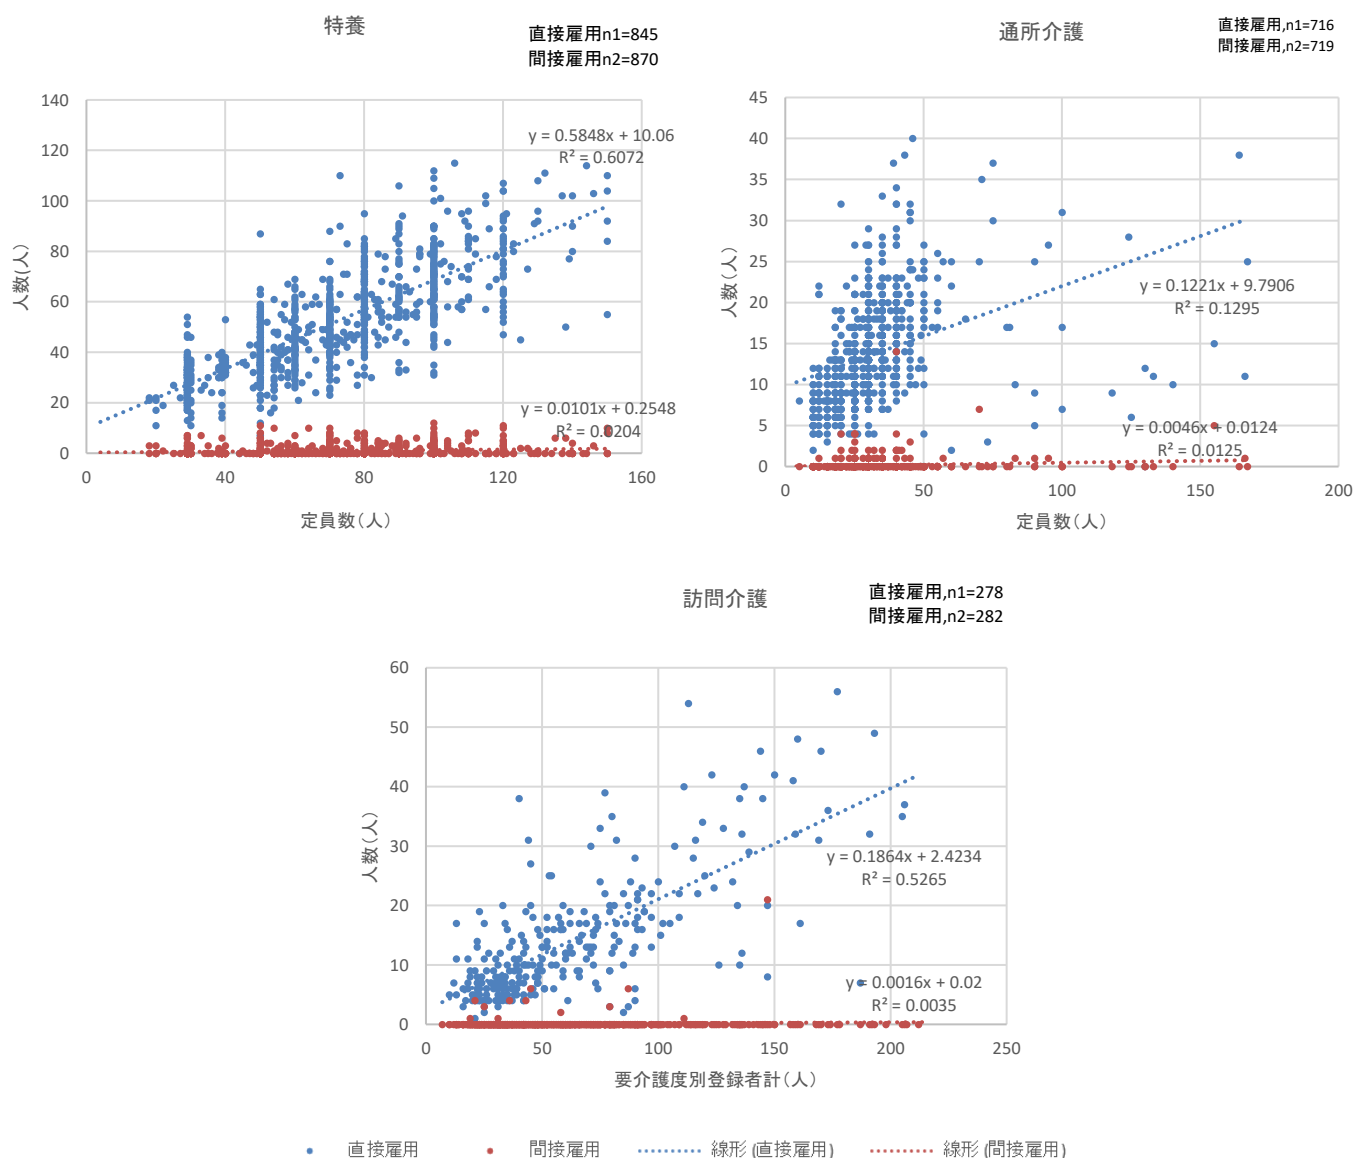 特養
直接雇用n1=845
間接雇用n2=870
140
120
100
80
60
40
20
0
0
40
80
120
160
人数(人)
定員数(人)
y = 0.5848x + 10.06
R² = 0.6072
y = 0.0101x + 0.2548
R² = 0.0204
通所介護
直接雇用,n1=716
間接雇用,n2=719
45
40
35
30
25
20
15
10
5
0
0
50
100
150
200
人数(人)
定員数(人)
y = 0.1221x + 9.7906
R² = 0.1295
y = 0.0046x + 0.0124
R² = 0.0125
訪問介護
直接雇用,n1=278
間接雇用,n2=282
60
50
40
30
20
10
0
0
50
100
150
200
250
人数(人)
要介護度別登録者計(人)
y = 0.1864x + 2.4234
R² = 0.5265
y = 0.0016x + 0.02
R² = 0.0035
直接雇用
間接雇用
線形 (直接雇用)
線形 (間接雇用)